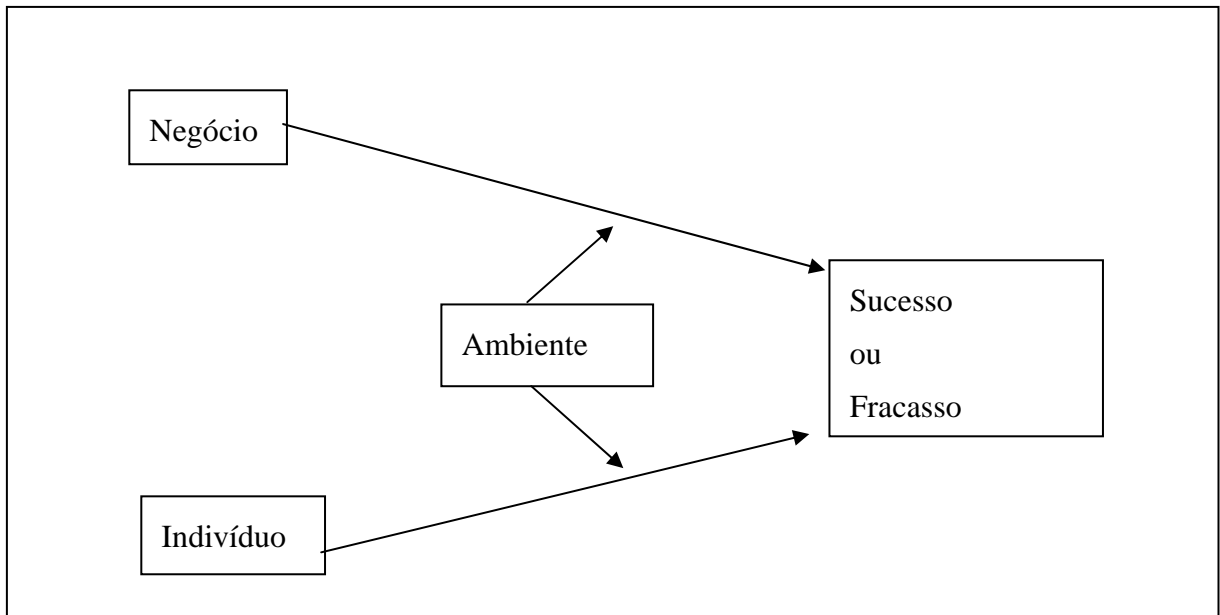 Negócio
Ambiente
Sucesso
ou
Fracasso
Indivíduo